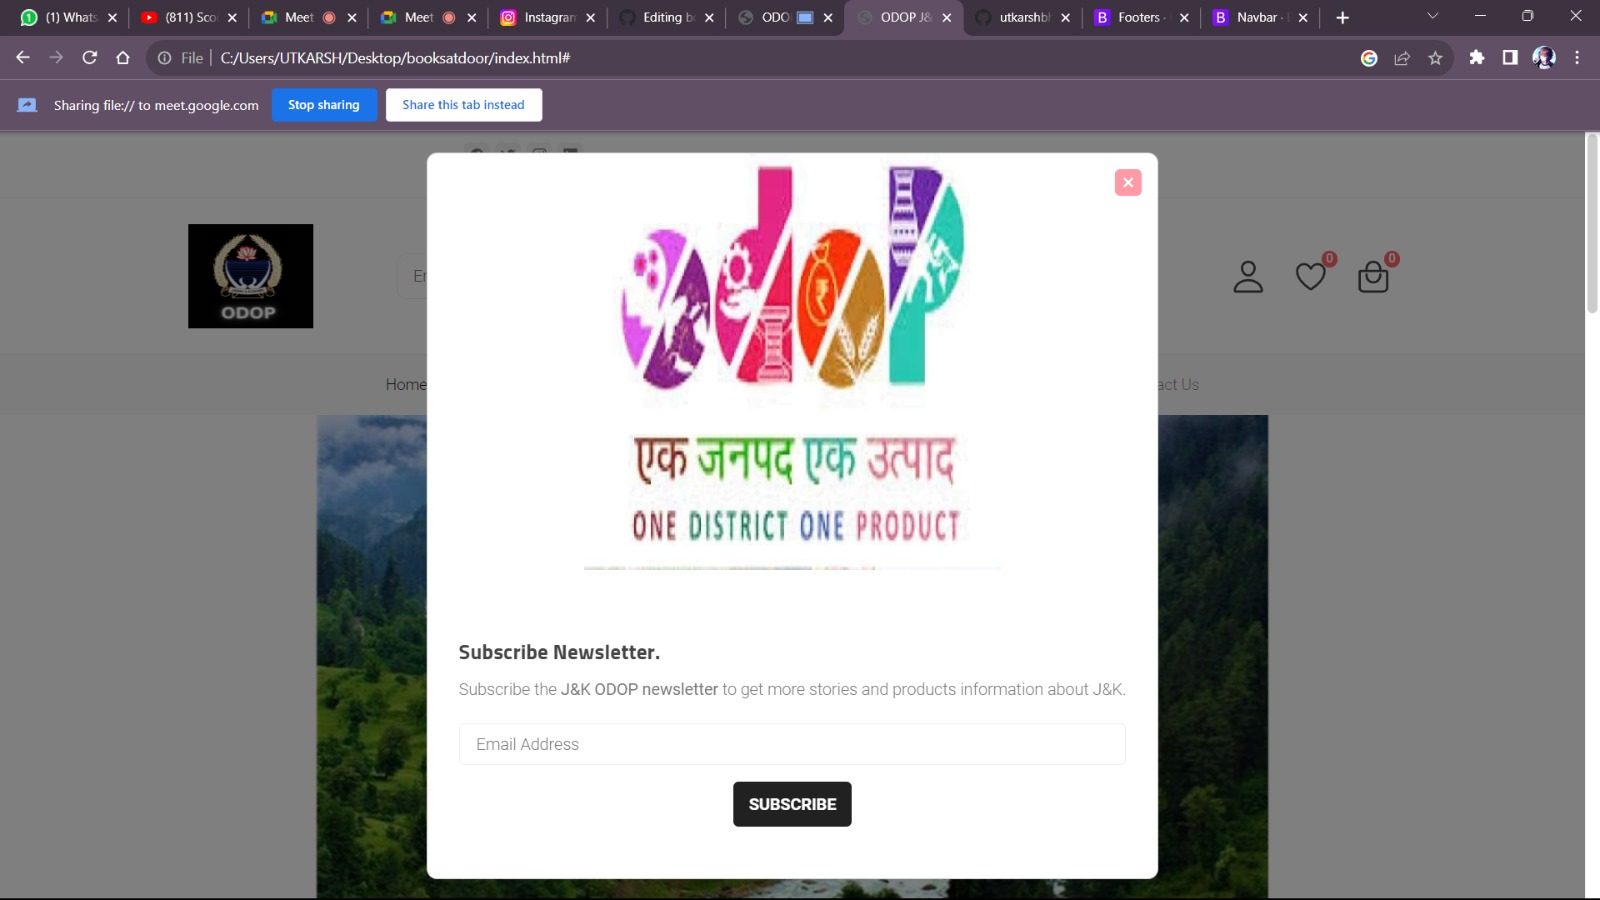 (1) Whats
(811) Sco
Meet
Meet
Instagram
Editing b
ODO
ODOP J&
utkarshbl
Footers ·
Navbar ·
File
C:/Users/UTKARSH/Desktop/booksatdoor/index.html#
Sharing file:// to meet.google.com
Stop sharing
Share this tab instead
ODOP
En
0
0
Home
act Us
odop
एक जनपद एक उत्पाद
ONE DISTRICT ONE PRODUCT
Subscribe Newsletter.
Subscribe the J&K ODOP newsletter to get more stories and products information about J&K.
Email Address
SUBSCRIBE